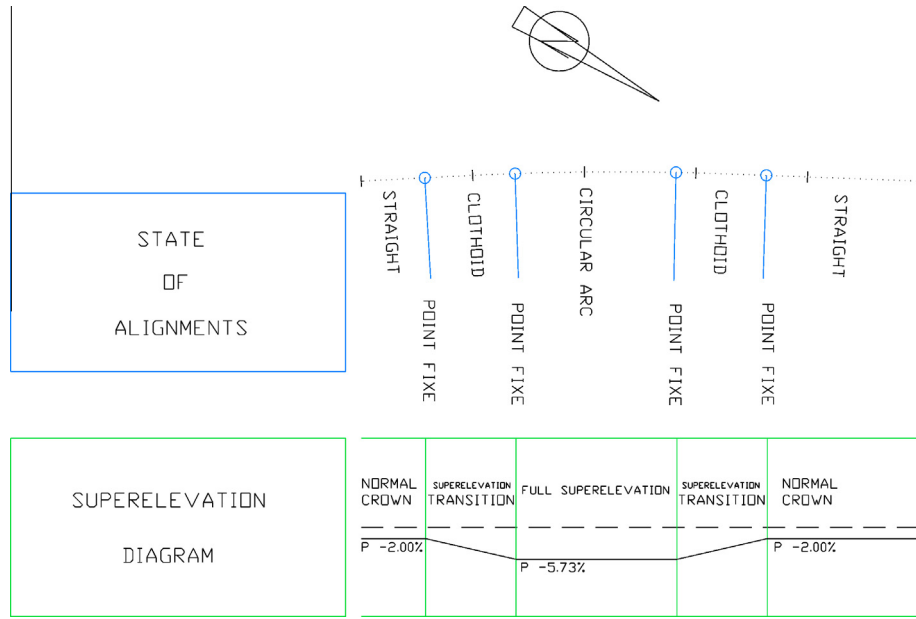 STRAIGHT
CLOTHOID
CIRCULAR ARC
CLOTHOID
STRAIGHT
STATE
OF
ALIGNMENTS
POINT FIXE
POINT FIXE
POINT FIXE
POINT FIXE
SUPERELEVATION
DIAGRAM
NORMAL
CROWN
SUPERELEVATION
TRANSITION
FULL SUPERELEVATION
SUPERELEVATION
TRANSITION
NORMAL
CROWN
P -2.00%
P -5.73%
P -2.00%